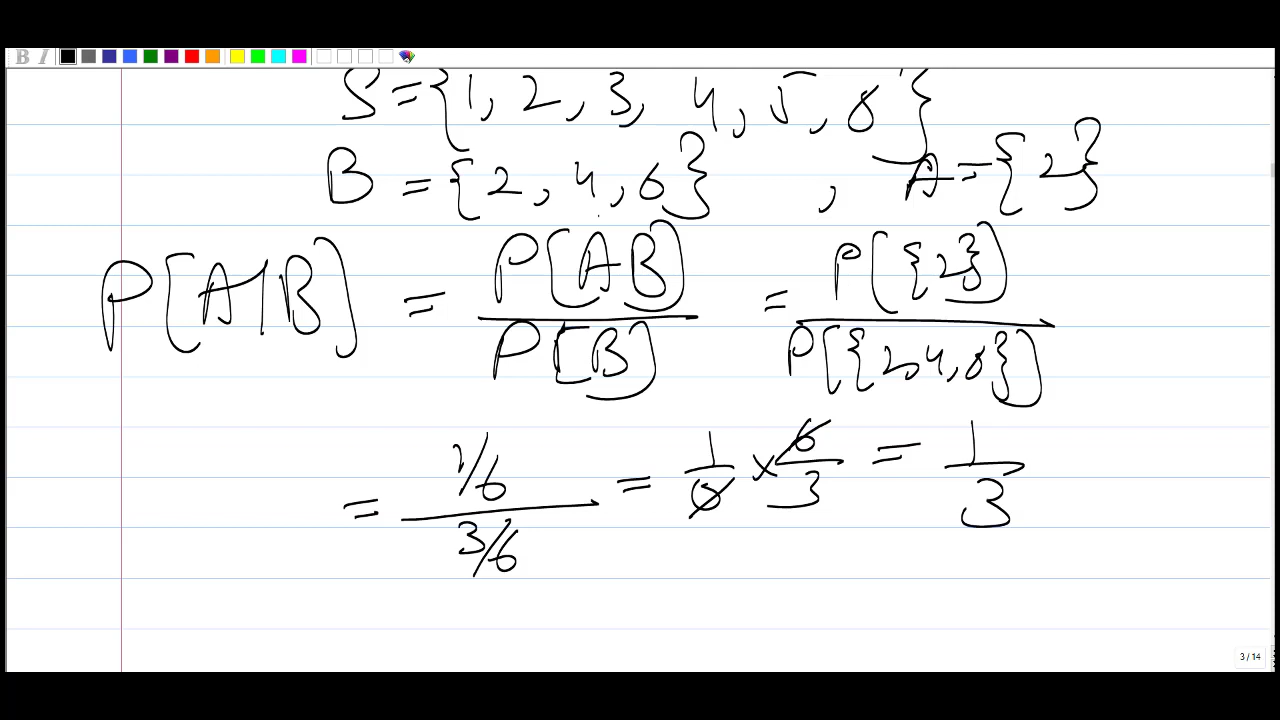 B I
S = {1, 2, 3, 4, 5, 6}
B = {2, 4, 6} , A = {2}
P[A|B] = P[AB] / P[B] = P[{2}] / P[{2,4,6}]
= 1/6 / 3/6 = 1/6 × 6/3 = 1/3
3 / 14